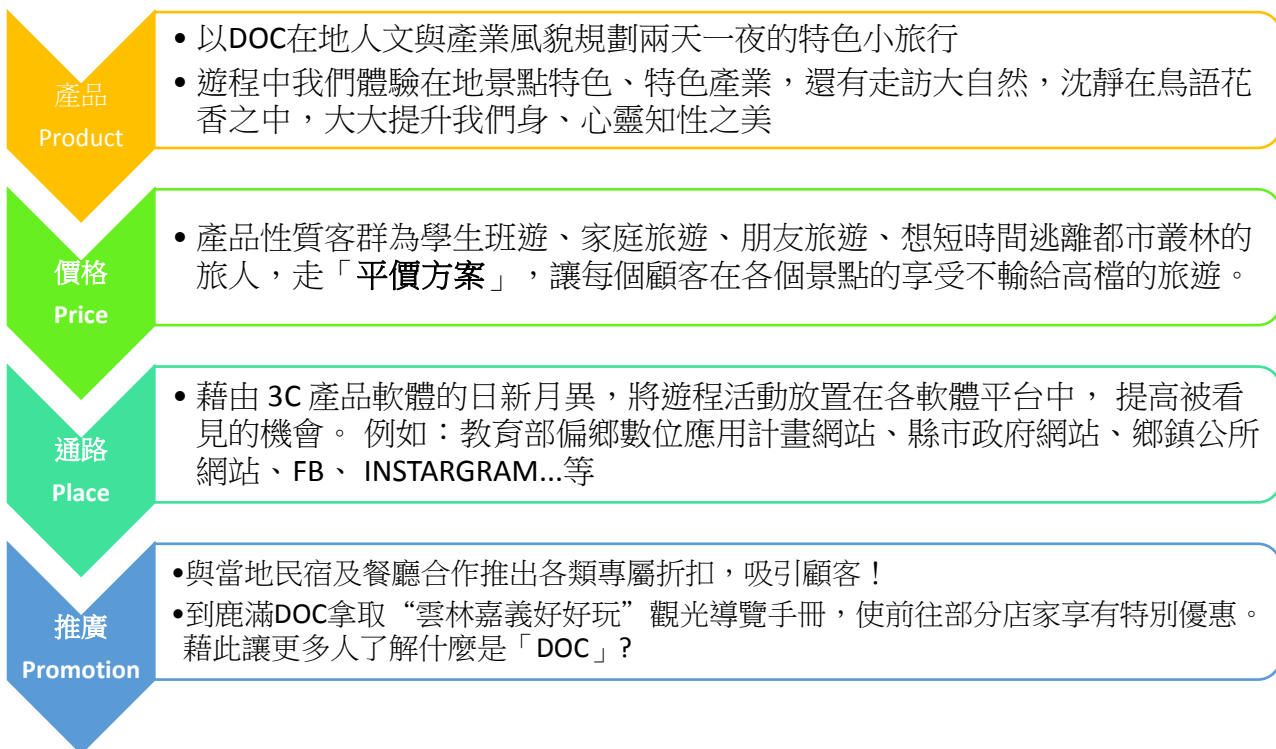 產品
Product
• 以DOC在地人文與產業風貌規劃兩天一夜的特色小旅行
• 遊程中我們體驗在地景點特色、特色產業，還有走訪大自然，沈靜在鳥語花
香之中，大大提升我們身、心靈知性之美
價格
Price
• 產品性質客群為學生班遊、家庭旅遊、朋友旅遊、想短時間逃離都市叢林的
旅人，走「平價方案」，讓每個顧客在各個景點的享受不輸給高檔的旅遊。
通路
Place
• 藉由 3C 產品軟體的日新月異，將遊程活動放置在各軟體平台中， 提高被看
見的機會。 例如：教育部偏鄉數位應用計畫網站、縣市政府網站、鄉鎮公所
網站、FB、 INSTARGRAM...等
推廣
Promotion
•與當地民宿及餐廳合作推出各類專屬折扣，吸引顧客！
•到鹿滿DOC拿取“雲林嘉義好好玩”觀光導覽手冊，使前往部分店家享有特別優惠。
藉此讓更多人了解什麼是「DOC」?